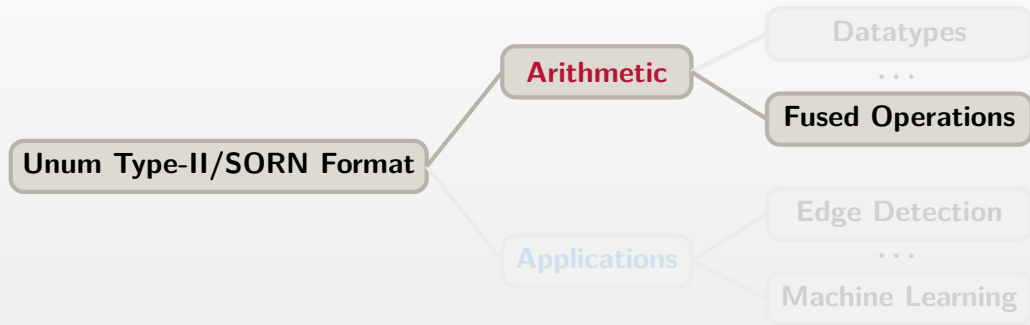 Datatypes
Arithmetic
...
Fused Operations
Unum Type-II/SORN Format
Edge Detection
Applications
...
Machine Learning